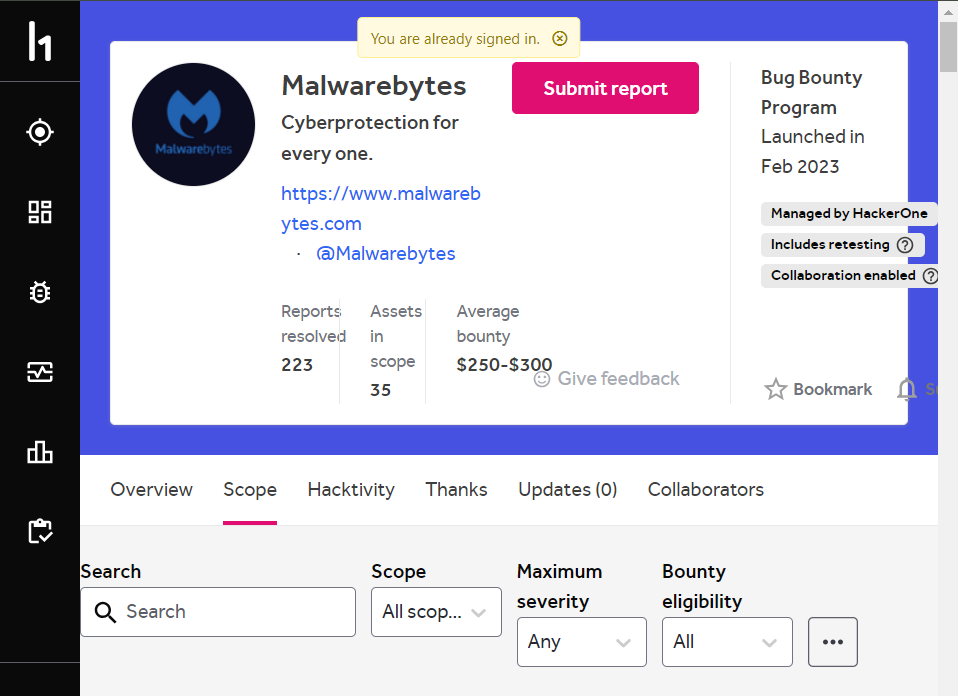 h1
You are already signed in.
Malwarebytes
Malwarebytes
Cyberprotection for
every one.
https://www.malwareb
ytes.com
· @Malwarebytes
Submit report
Reports
resolved
223
Assets
in
scope
35
Average
bounty
$250-$300
Give feedback
Bug Bounty
Program
Launched in
Feb 2023
Managed by HackerOne
Includes retesting
Collaboration enabled
Bookmark
Overview Scope Hacktivity Thanks Updates (0) Collaborators
Search
Search
Scope
All scop...
Maximum
severity
Any
Bounty
eligibility
All